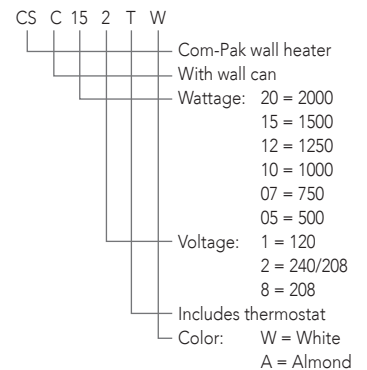 CS C 15 2 T W
Com-Pak wall heater
With wall can
Wattage: 20 = 2000
15 = 1500
12 = 1250
10 = 1000
07 = 750
05 = 500
Voltage: 1 = 120
2 = 240/208
8 = 208
Includes thermostat
Color: W = White
A = Almond